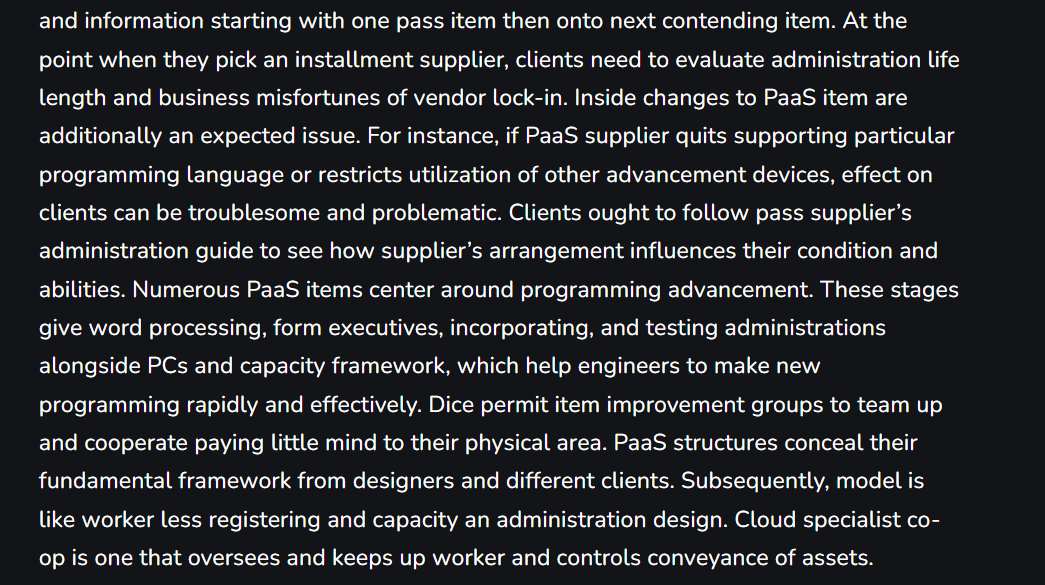 and information starting with one pass item then onto next contending item. At the
point when they pick an installment supplier, clients need to evaluate administration life
length and business misfortunes of vendor lock-in. Inside changes to PaaS item are
additionally an expected issue. For instance, if PaaS supplier quits supporting particular
programming language or restricts utilization of other advancement devices, effect on
clients can be troublesome and problematic. Clients ought to follow pass supplier’s
administration guide to see how supplier’s arrangement influences their condition and
abilities. Numerous PaaS items center around programming advancement. These stages
give word processing, form executives, incorporating, and testing administrations
alongside PCs and capacity framework, which help engineers to make new
programming rapidly and effectively. Dice permit item improvement groups to team up
and cooperate paying little mind to their physical area. PaaS structures conceal their
fundamental framework from designers and different clients. Subsequently, model is
like worker less registering and capacity an administration design. Cloud specialist co-
op is one that oversees and keeps up worker and controls conveyance of assets.